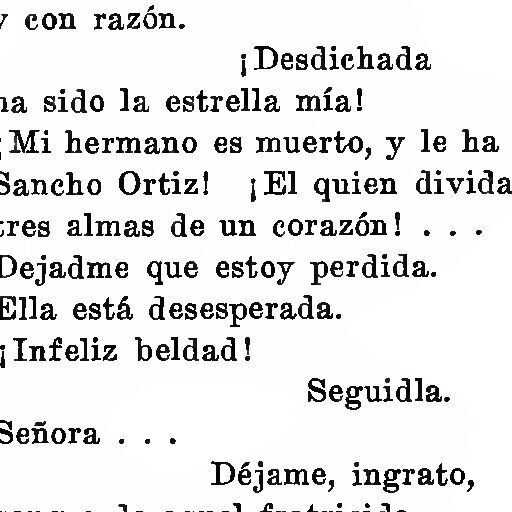 y con razón.
¡Desdichada
ha sido la estrella mía!
¡Mi hermano es muerto, y le ha
Sancho Ortiz! ¡El quien divida
tres almas de un corazón! . . .
Dejadme que estoy perdida.
Ella está desesperada.
¡Infeliz beldad!
Seguidla.
Señora . . .
Déjame, ingrato,